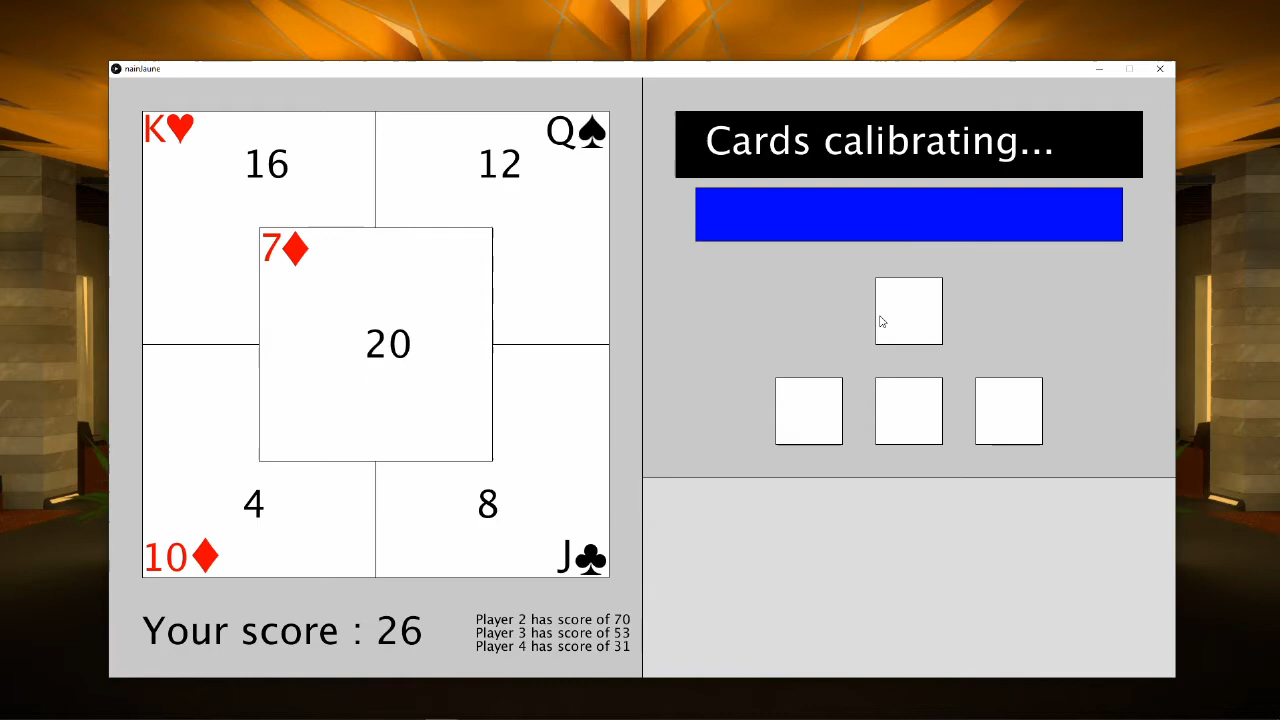 nainJaune
K♥
Q♠
16
12
7♦
20
4
8
10♦
J♣
Your score : 26
Player 2 has score of 70
Player 3 has score of 53
Player 4 has score of 31
Cards calibrating...